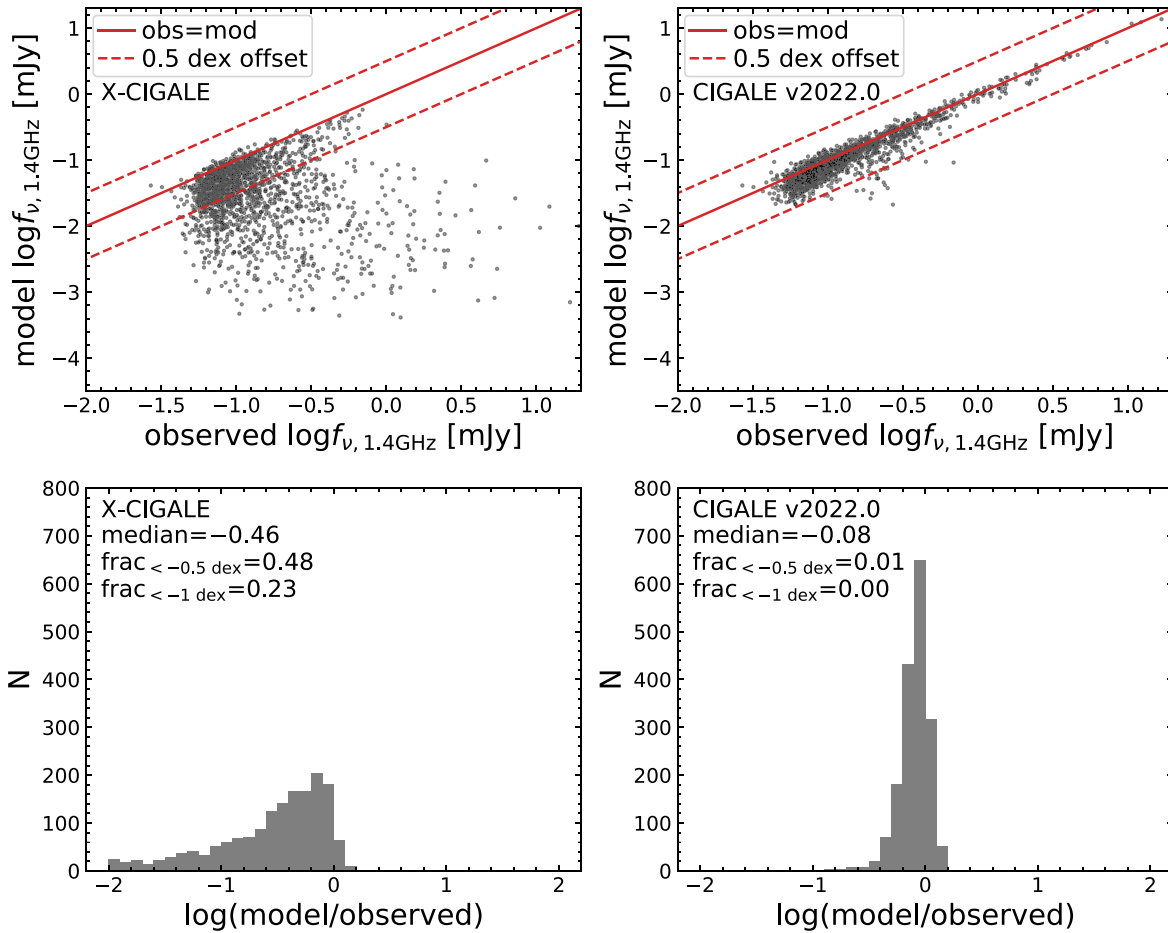 model logfν, 1.4GHz [mJy]
1
0
−1
−2
−3
−4
obs=mod
0.5 dex offset
X-CIGALE
−2.0 −1.5 −1.0 −0.5 0.0 0.5 1.0
observed logfν, 1.4GHz [mJy]
model logfν, 1.4GHz [mJy]
1
0
−1
−2
−3
−4
obs=mod
0.5 dex offset
CIGALE v2022.0
−2.0 −1.5 −1.0 −0.5 0.0 0.5 1.0
observed logfν, 1.4GHz [mJy]
N
800
700
600
500
400
300
200
100
0
X-CIGALE
median=−0.46
frac<−0.5 dex=0.48
frac<−1 dex=0.23
−2 −1 0 1 2
log(model/observed)
N
800
700
600
500
400
300
200
100
0
CIGALE v2022.0
median=−0.08
frac<−0.5 dex=0.01
frac<−1 dex=0.00
−2 −1 0 1 2
log(model/observed)